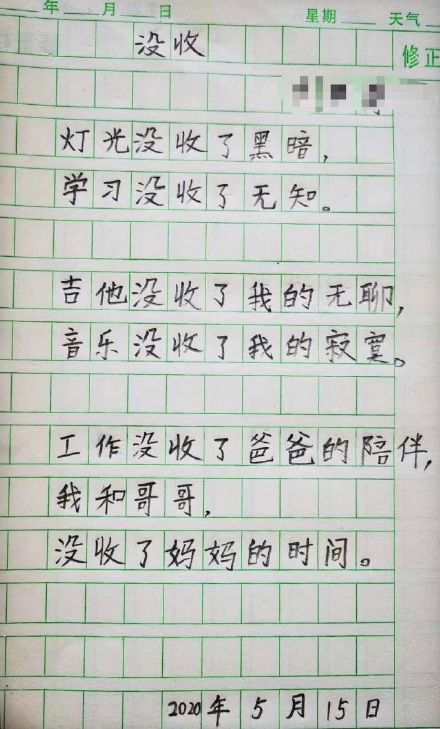 年 月 日 星期 天气
没收
修正
灯光没收了黑暗，
学习没收了无知。
吉他没收了我的无聊，
音乐没收了我的寂寞。
工作没收了爸爸的陪伴，
我和哥哥，
没收了妈妈的时间。
2020年5月15日